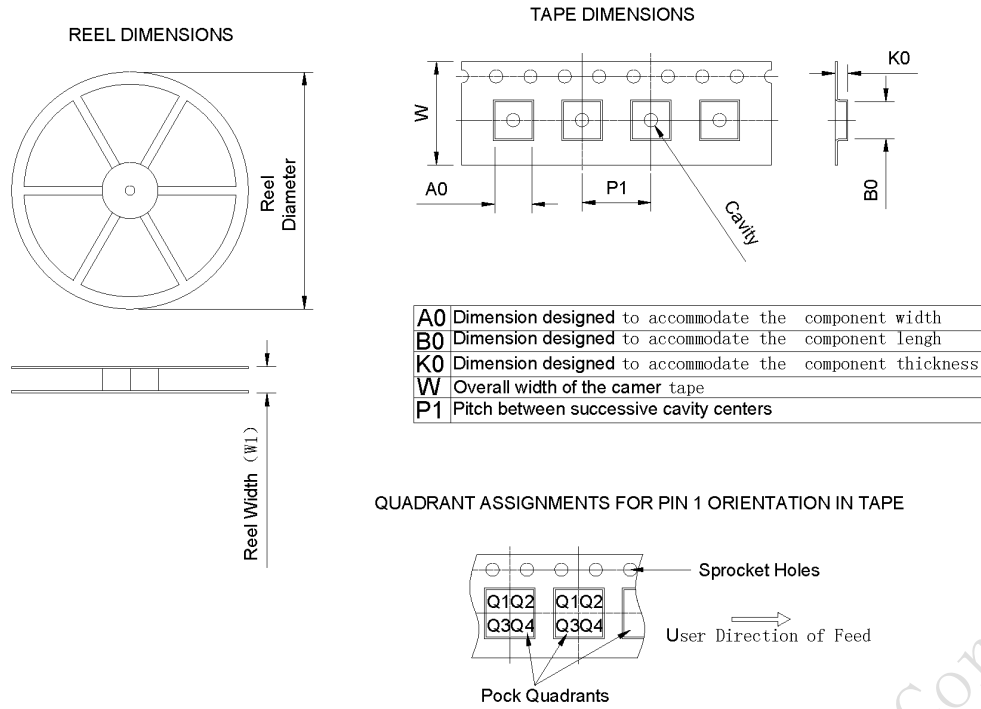 REEL DIMENSIONS
Reel
Diameter
Reel Width (W1)
TAPE DIMENSIONS
W
A0
P1
Cavity
K0
B0
A0 Dimension designed to accommodate the component width
B0 Dimension designed to accommodate the component lengh
K0 Dimension designed to accommodate the component thickness
W Overall width of the camer tape
P1 Pitch between successive cavity centers
QUADRANT ASSIGNMENTS FOR PIN 1 ORIENTATION IN TAPE
Sprocket Holes
Q1Q2 Q1Q2
Q3Q4 Q3Q4
User Direction of Feed
Pock Quadrants